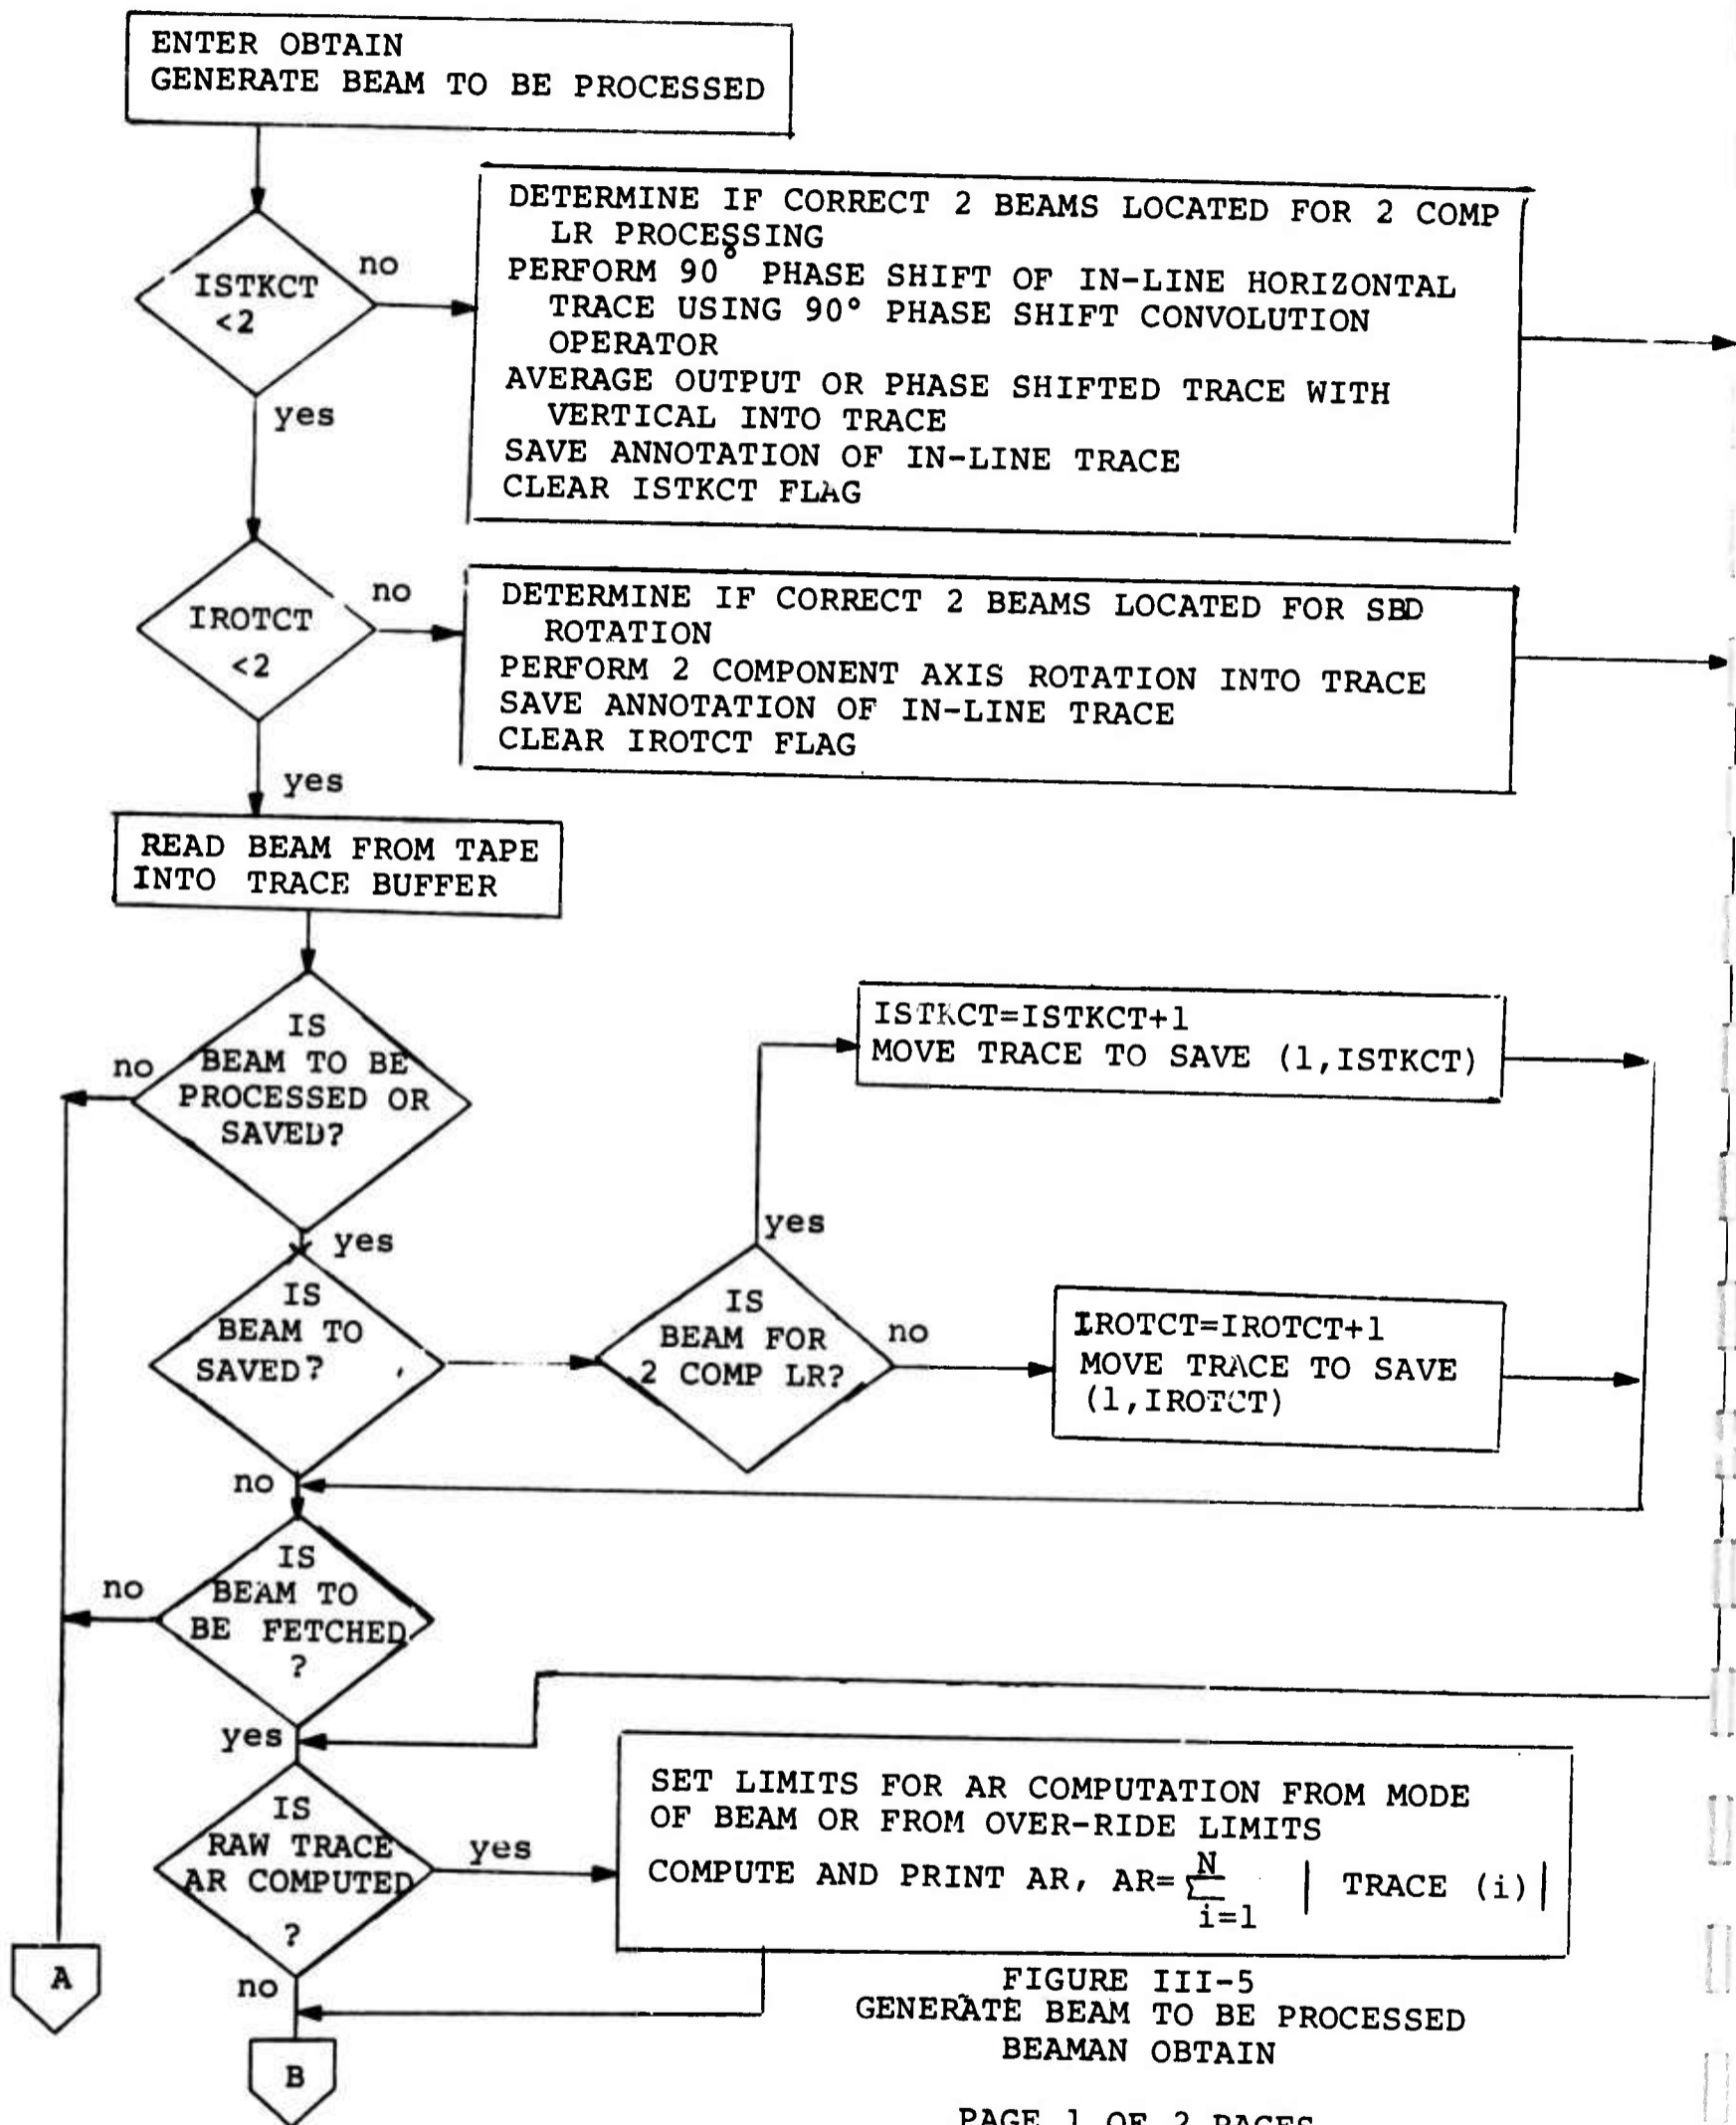 ENTER OBTAIN
GENERATE BEAM TO BE PROCESSED
ISTKCT
<2
no
yes
DETERMINE IF CORRECT 2 BEAMS LOCATED FOR 2 COMP
LR PROCESSING
PERFORM 90° PHASE SHIFT OF IN-LINE HORIZONTAL
TRACE USING 90° PHASE SHIFT CONVOLUTION
OPERATOR
AVERAGE OUTPUT OR PHASE SHIFTED TRACE WITH
VERTICAL INTO TRACE
SAVE ANNOTATION OF IN-LINE TRACE
CLEAR ISTKCT FLAG
IROTCT
<2
no
yes
DETERMINE IF CORRECT 2 BEAMS LOCATED FOR SBD
ROTATION
PERFORM 2 COMPONENT AXIS ROTATION INTO TRACE
SAVE ANNOTATION OF IN-LINE TRACE
CLEAR IROTCT FLAG
READ BEAM FROM TAPE
INTO TRACE BUFFER
IS
BEAM TO BE
PROCESSED OR
SAVED?
no
yes
ISTKCT=ISTKCT+1
MOVE TRACE TO SAVE (1,ISTKCT)
IS
BEAM TO
SAVED?
no
IS
BEAM FOR
2 COMP LR?
yes
no
IROTCT=IROTCT+1
MOVE TRACE TO SAVE
(1,IROTCT)
IS
BEAM TO
BE FETCHED
?
no
yes
IS
RAW TRACE
AR COMPUTED
?
yes
no
SET LIMITS FOR AR COMPUTATION FROM MODE
OF BEAM OR FROM OVER-RIDE LIMITS
COMPUTE AND PRINT AR, AR= N Σ i=1 | TRACE (i)|
A
B
FIGURE III-5
GENERATE BEAM TO BE PROCESSED
BEAMAN OBTAIN
PAGE 1 OF 2 PAGES